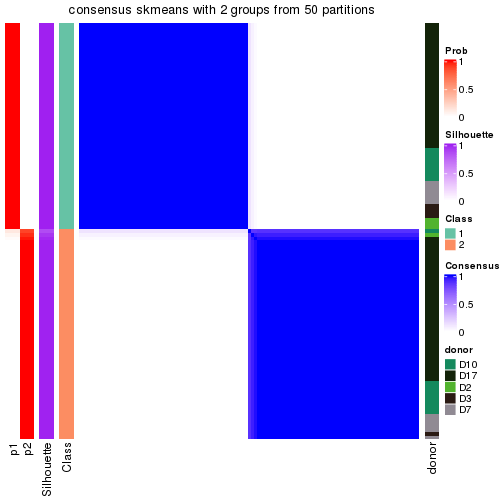 consensus skmeans with 2 groups from 50 partitions
Prob
1
0.5
0
Silhouette
1
0.5
0
Class
1
2
Consensus
1
0.5
0
donor
D10
D17
D2
D3
D7
p1
p2
Silhouette
Class
donor